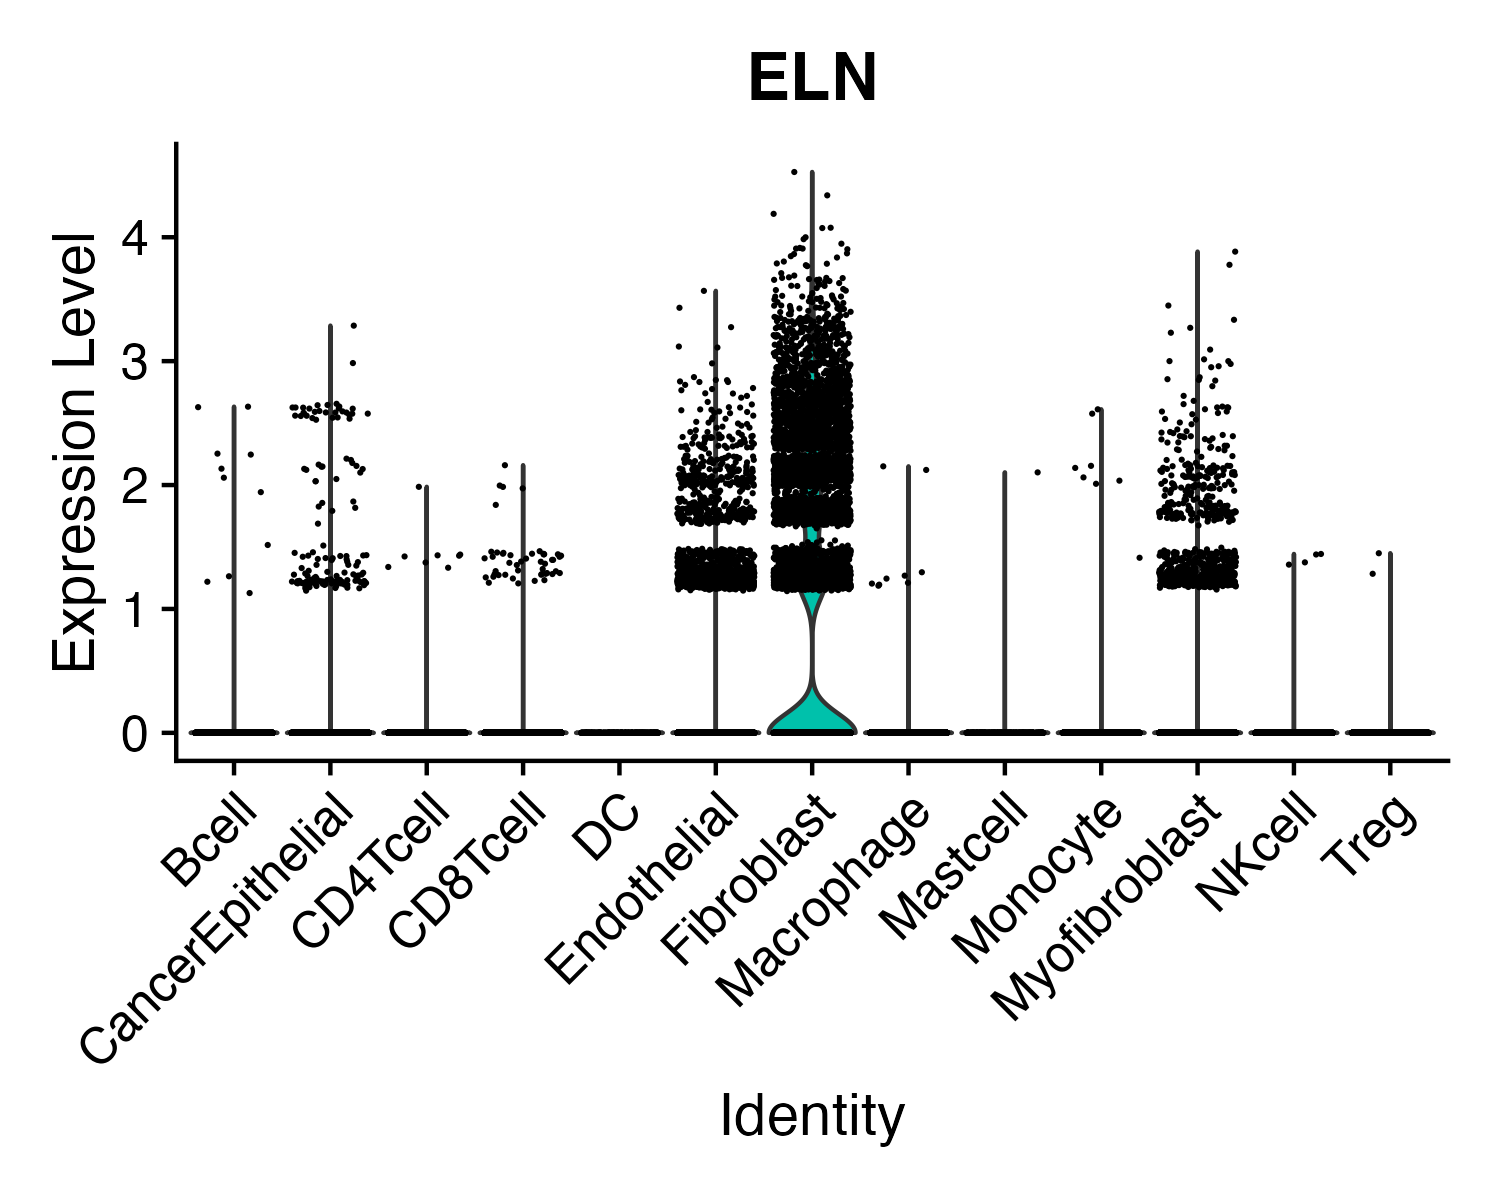 ELN
Expression Level
4
3
2
1
0
Bcell
CancerEpithelial
CD4Tcell
CD8Tcell
DC
Endothelial
Fibroblast
Macrophage
Mastcell
Monocyte
Myofibroblast
NKcell
Treg
Identity